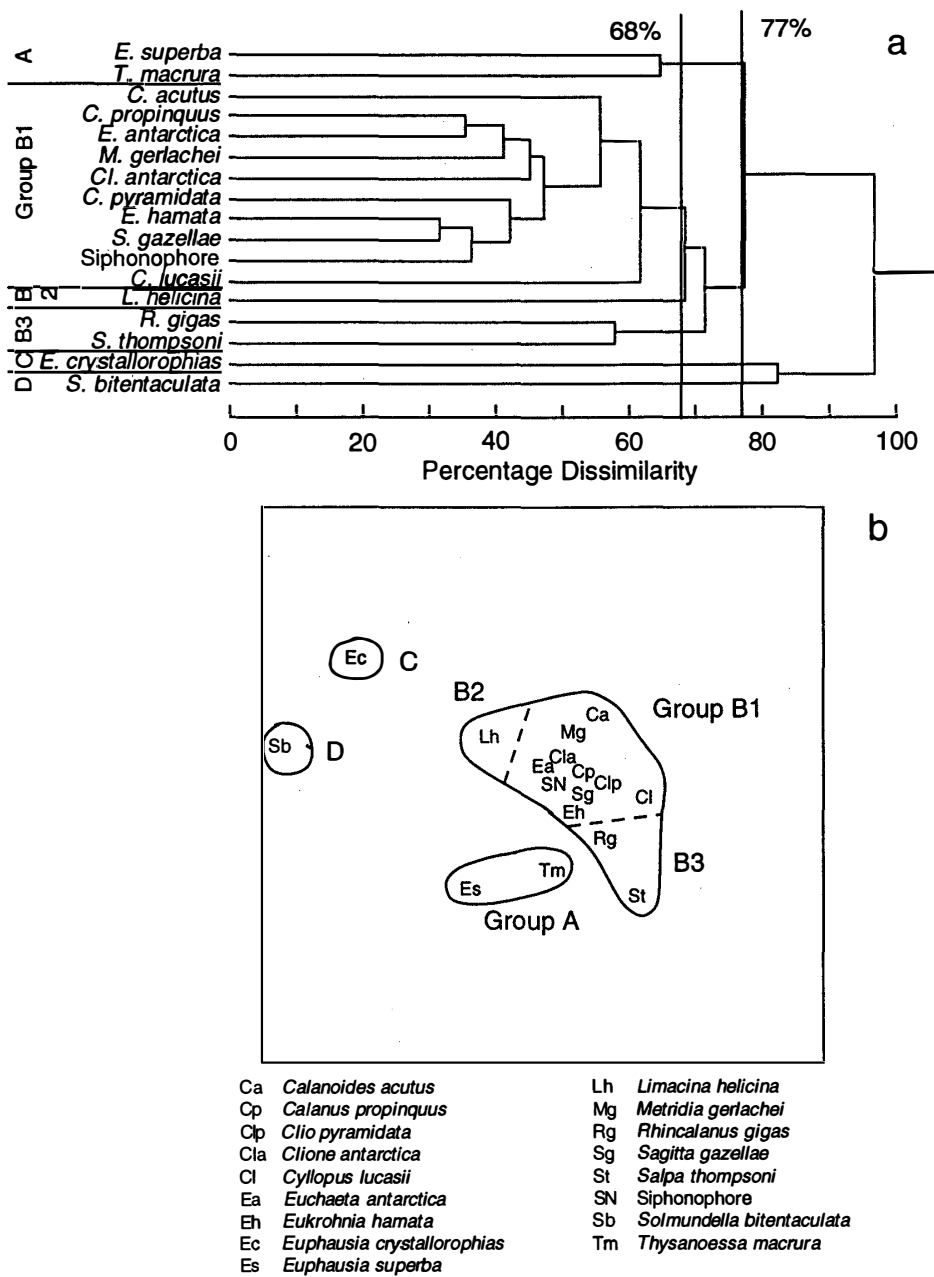 68%
77%
a
A
E. superba
T. macrura
Group B1
C. acutus
C. propinquus
E. antarctica
M. gerlachei
Cl. antarctica
C. pyramidata
E. hamata
S. gazellae
Siphonophore
C. lucasii
B2
L. helicina
B3
R. gigas
S. thompsoni
C
E. crystallorophias
D
S. bitentaculata
0 20 40 60 80 100
Percentage Dissimilarity
b
Ec
C
B2
Group B1
Ca
Lh
Mg
Sb
D
Cla
Ea
Cp
Clp
SN
Sg
Cl
Eh
Rg
B3
Tm
Es
St
Group A
Ca Calanoides acutus
Cp Calanus propinquus
Clp Clio pyramidata
Cla Clione antarctica
Cl Cyllopus lucasii
Ea Euchaeta antarctica
Eh Eukrohnia hamata
Ec Euphausia crystallorophias
Es Euphausia superba
Lh Limacina helicina
Mg Metridia gerlachei
Rg Rhincalanus gigas
Sg Sagitta gazellae
St Salpa thompsoni
SN Siphonophore
Sb Solmundella bitentaculata
Tm Thysanoessa macrura